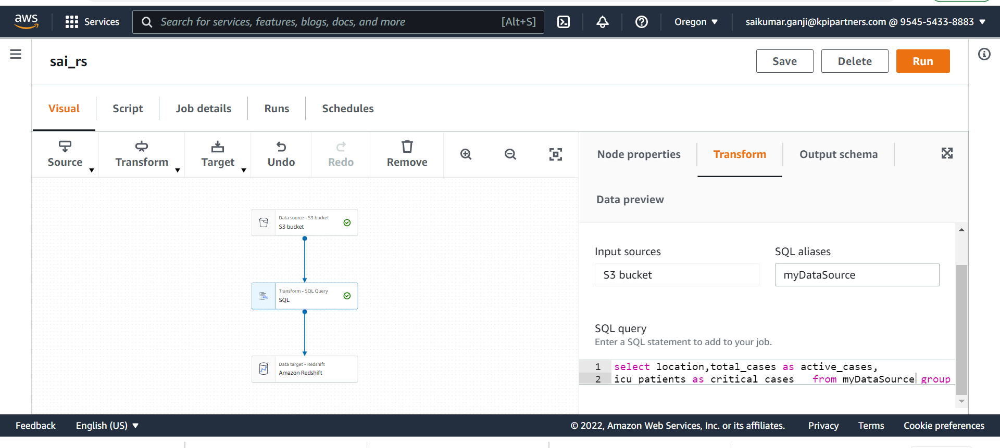 aws
Services
Search for services, features, blogs, docs, and more
[Alt+S]
Oregon
saikumar.ganji@kpipartners.com @ 9545-5433-8883
sai_rs
Save
Delete
Run
Visual
Script
Job details
Runs
Schedules
Source
Transform
Target
Undo
Redo
Remove
Node properties
Transform
Output schema
Data preview
Data source - S3 bucket
S3 bucket
Transform - SQL Query
SQL
Data target - Redshift
Amazon Redshift
Input sources
SQL aliases
S3 bucket
myDataSource
SQL query
Enter a SQL statement to add to your job.
1 select location,total_cases as active_cases,
2 icu_patients as critical_cases from myDataSource group
Feedback
English (US)
© 2022, Amazon Web Services, Inc. or its affiliates.
Privacy
Terms
Cookie preferences